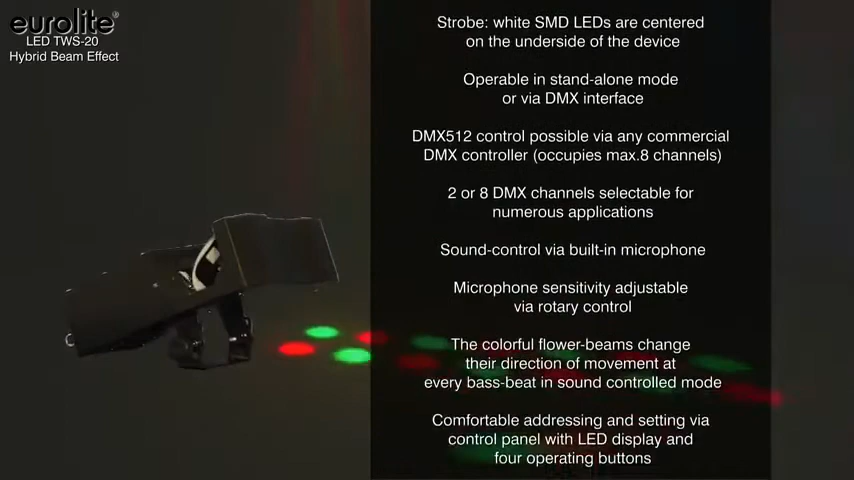 eurolite®
LED TWS-20
Hybrid Beam Effect
Strobe: white SMD LEDs are centered
on the underside of the device
Operable in stand-alone mode
or via DMX interface
DMX512 control possible via any commercial
DMX controller (occupies max.8 channels)
2 or 8 DMX channels selectable for
numerous applications
Sound-control via built-in microphone
Microphone sensitivity adjustable
via rotary control
The colorful flower-beams change
their direction of movement at
every bass-beat in sound controlled mode
Comfortable addressing and setting via
control panel with LED display and
four operating buttons